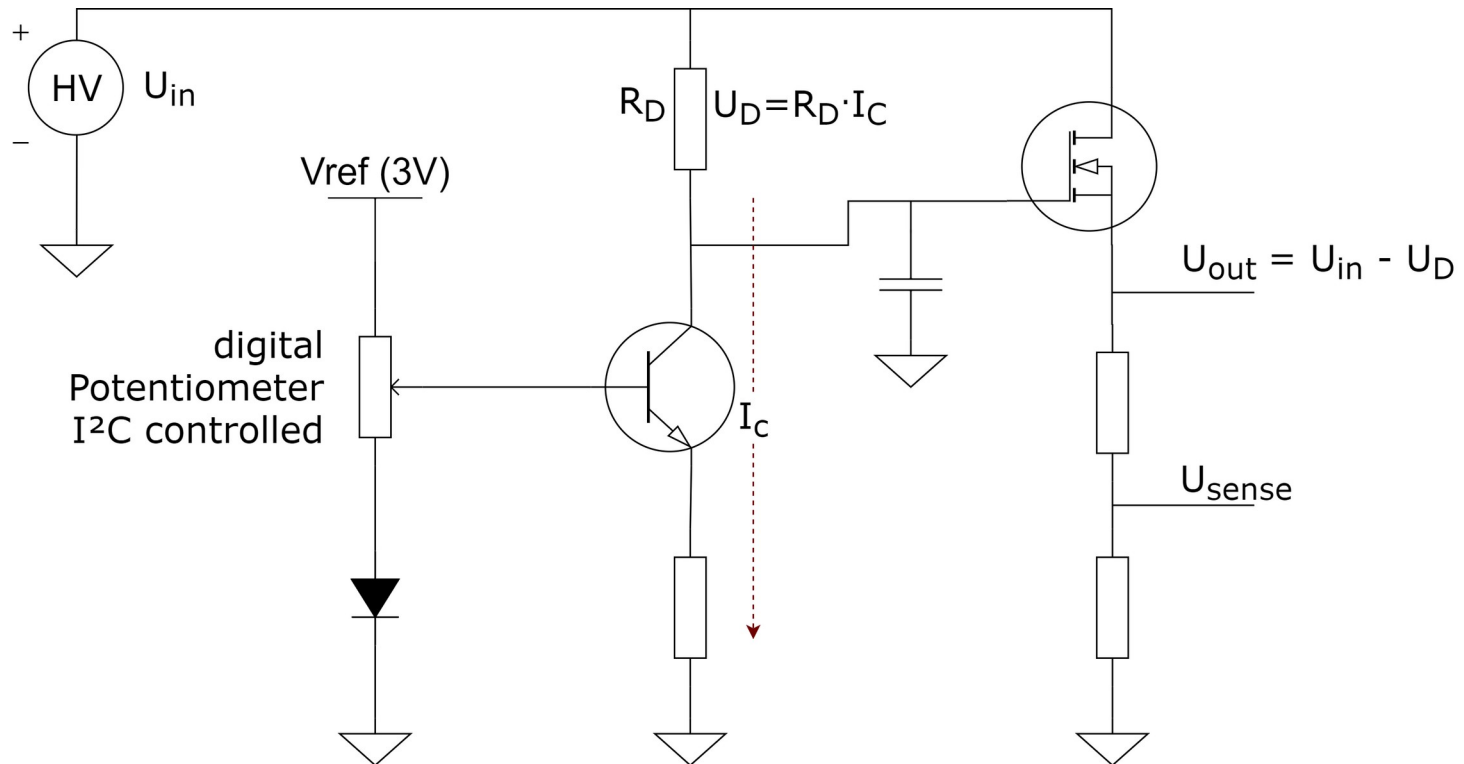 +
HV
−
U_in
R_D
U_D=R_D·I_C
Vref (3V)
U_out = U_in - U_D
digital
Potentiometer
I²C controlled
I_c
U_sense